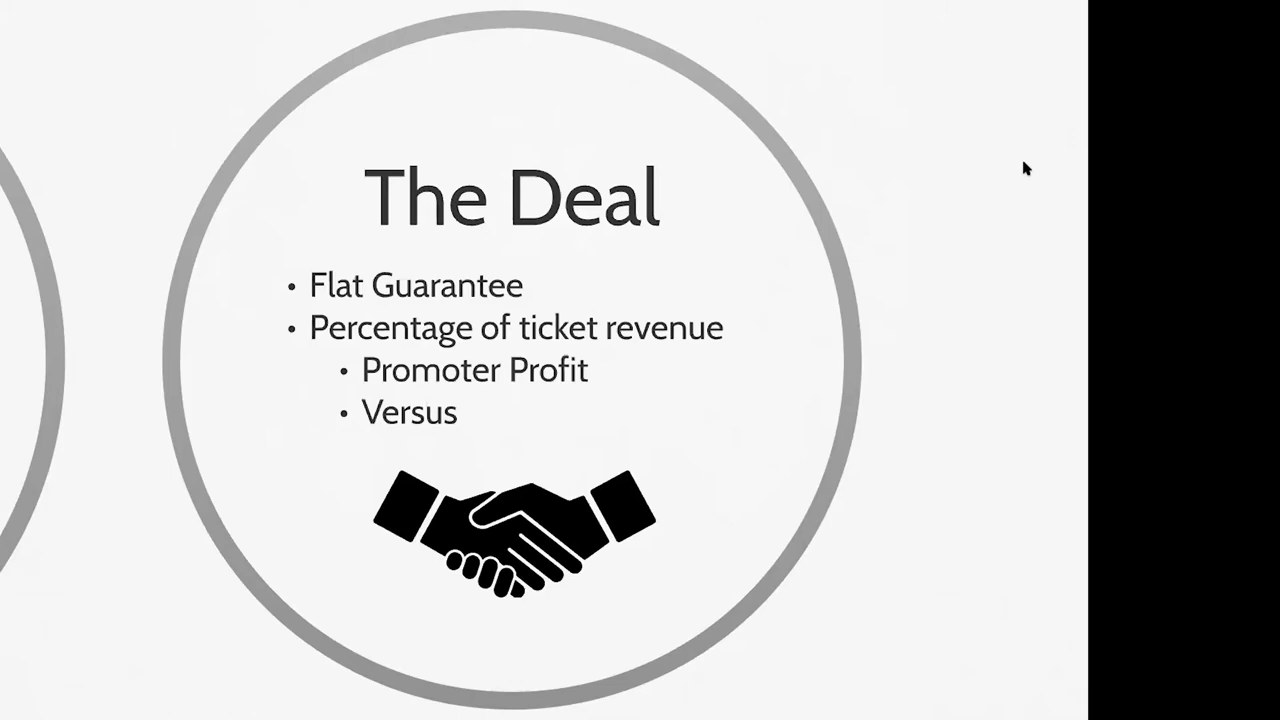 The Deal
• Flat Guarantee
• Percentage of ticket revenue
• Promoter Profit
• Versus